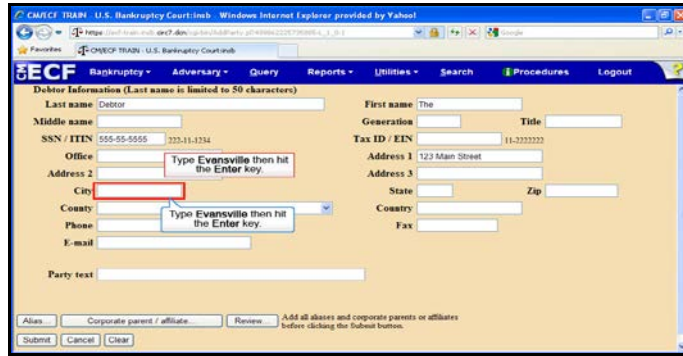 CM/ECF TRAIN - U.S. Bankruptcy Court:insb - Windows Internet Explorer provided by Yahoo!
Google
Favorites CM/ECF TRAIN - U.S. Bankruptcy Court:insb
ECF Bankruptcy Adversary Query Reports Utilities Search Procedures Logout ?
Debtor Information (Last name is limited to 50 characters)
Last name Debtor First name The
Middle name Generation Title
SSN / ITIN 555-55-5555 222-11-1234 Tax ID / EIN 11-2222222
Office Address 1 123 Main Street
Type Evansville then hit
the Enter key.
Address 2 Address 3
City State Zip
County Country
Type Evansville then hit
the Enter key.
Phone Fax
E-mail
Party text
Alias... Corporate parent / affiliate... Review... Add all aliases and corporate parents or affiliates
before clicking the Submit button.
Submit Cancel Clear